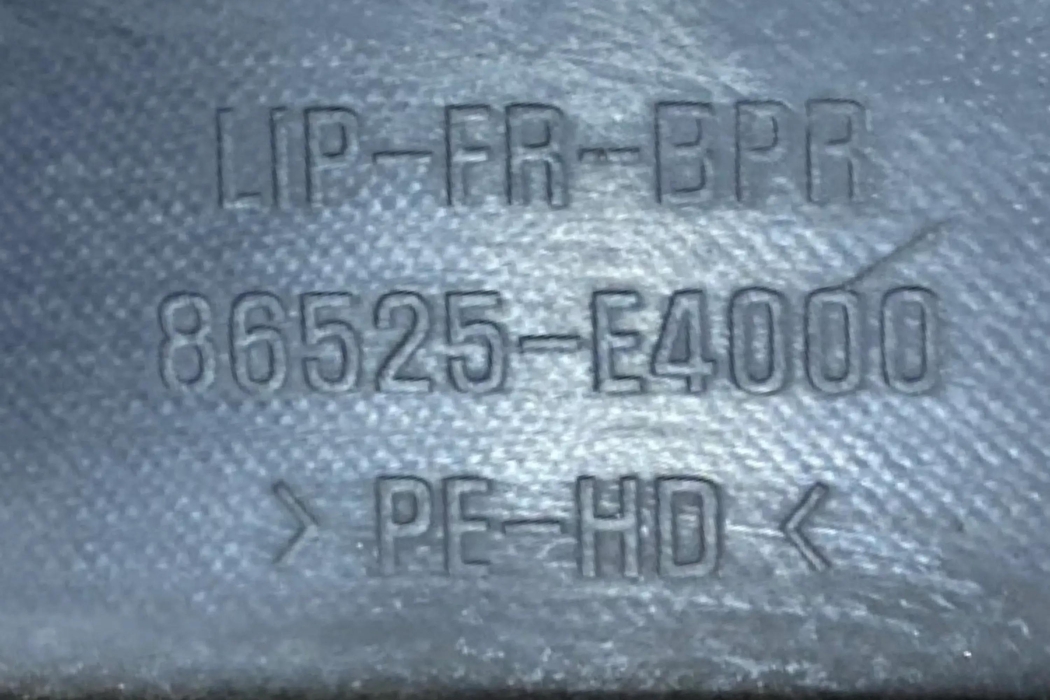 LIP-FR-BPR
86525-E4000
> PE-HD <